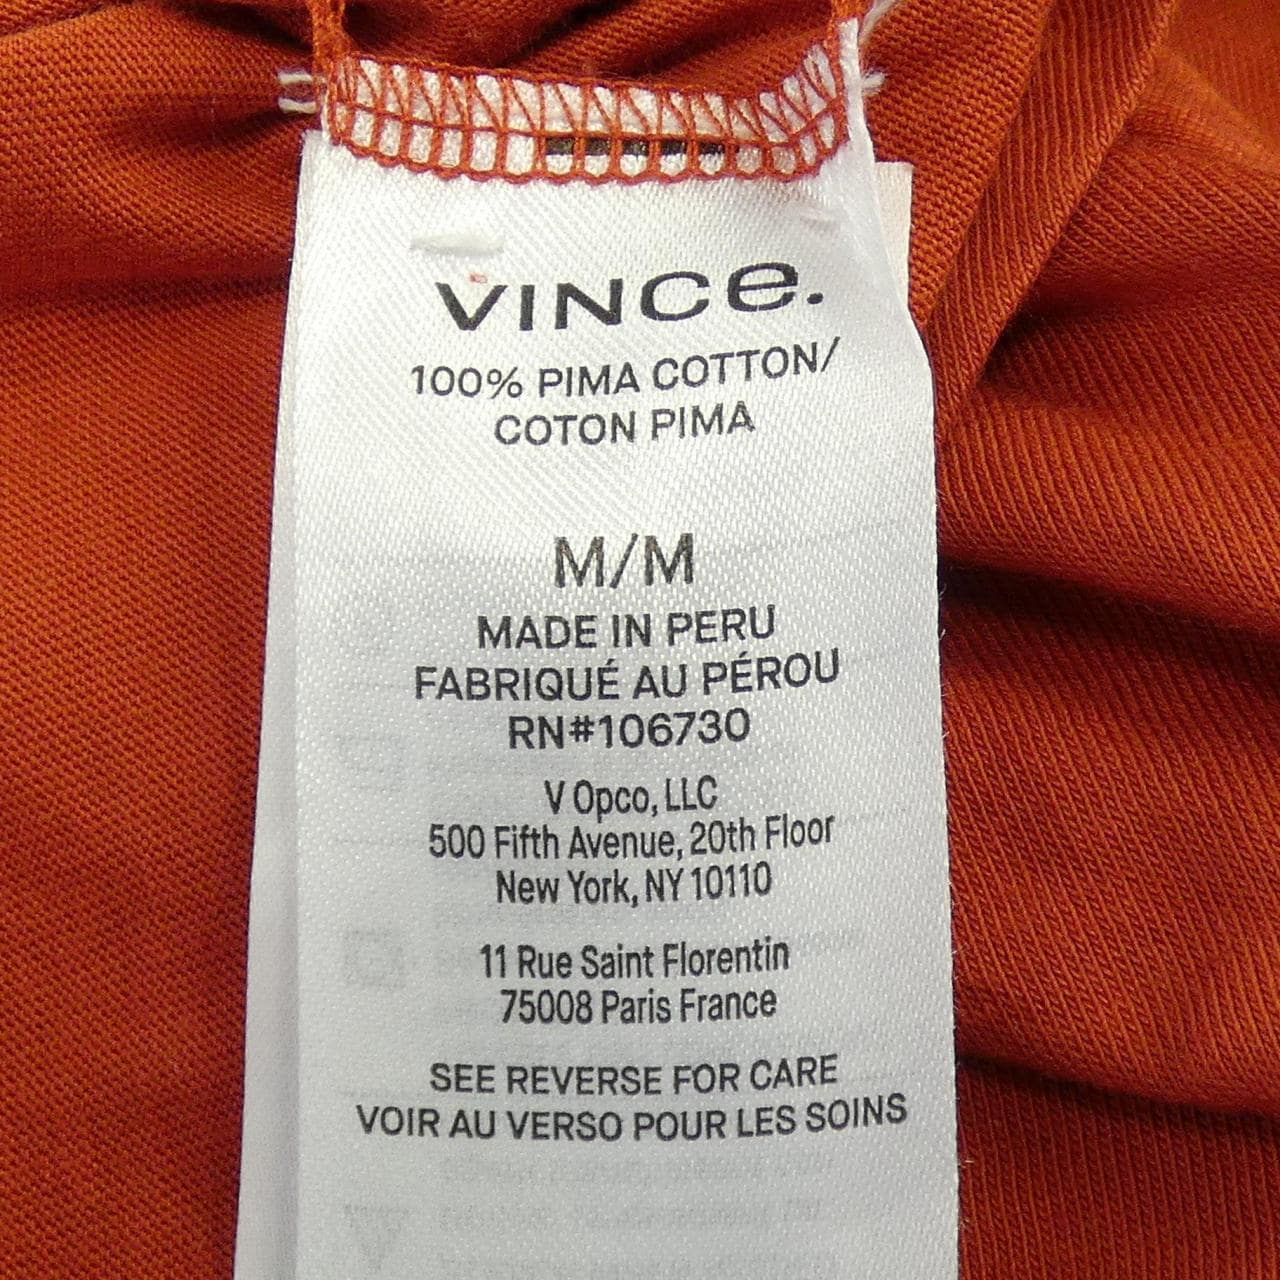 VINCe.
100% PIMA COTTON/
COTON PIMA
M/M
MADE IN PERU
FABRIQUÉ AU PÉROU
RN#106730
V Opco, LLC
500 Fifth Avenue, 20th Floor
New York, NY 10110
11 Rue Saint Florentin
75008 Paris France
SEE REVERSE FOR CARE
VOIR AU VERSO POUR LES SOINS